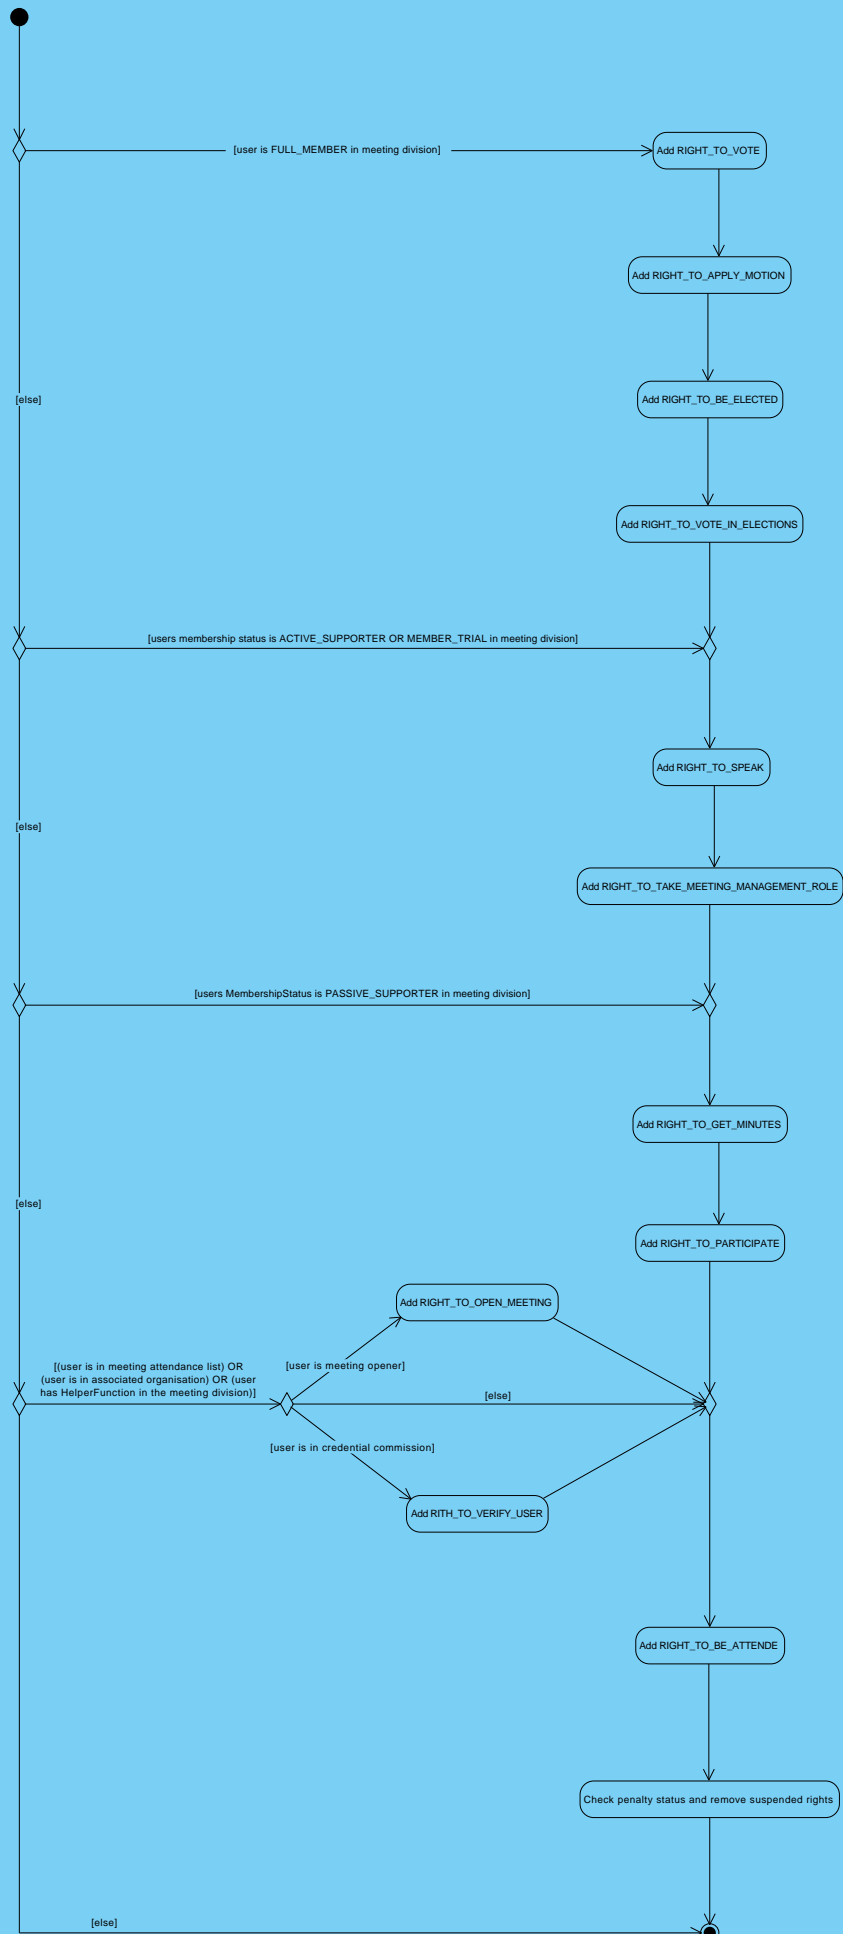 [user is FULL_MEMBER in meeting division]
Add RIGHT_TO_VOTE
Add RIGHT_TO_APPLY_MOTION
[else]
Add RIGHT_TO_BE_ELECTED
Add RIGHT_TO_VOTE_IN_ELECTIONS
[users membership status is ACTIVE_SUPPORTER OR MEMBER_TRIAL in meeting division]
Add RIGHT_TO_SPEAK
[else]
Add RIGHT_TO_TAKE_MEETING_MANAGEMENT_ROLE
[users MembershipStatus is PASSIVE_SUPPORTER in meeting division]
Add RIGHT_TO_GET_MINUTES
[else]
Add RIGHT_TO_PARTICIPATE
Add RIGHT_TO_OPEN_MEETING
[user is meeting opener]
[(user is in meeting attendance list) OR
(user is in associated organisation) OR (user
has HelperFunction in the meeting division)]
[else]
[user is in credential commission]
Add RITH_TO_VERIFY_USER
Add RIGHT_TO_BE_ATTENDE
Check penalty status and remove suspended rights
[else]